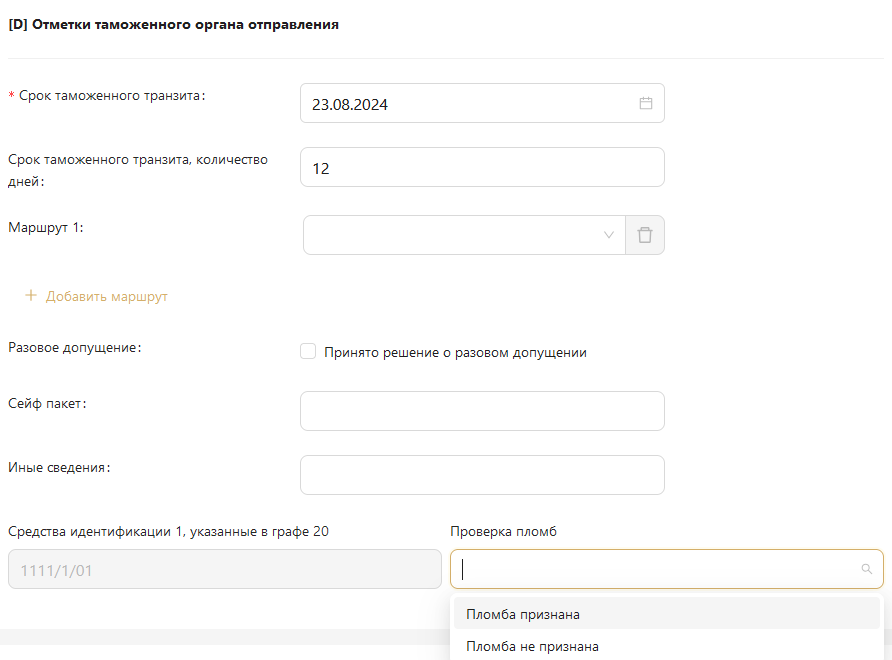 [D] Отметки таможенного органа отправления
* Срок таможенного транзита:
23.08.2024
Срок таможенного транзита, количество
дней:
12
Маршрут 1:
+ Добавить маршрут
Разовое допущение:
Принято решение о разовом допущении
Сейф пакет:
Иные сведения:
Средства идентификации 1, указанные в графе 20
Проверка пломб
1111/1/01
Пломба признана
Пломба не признана